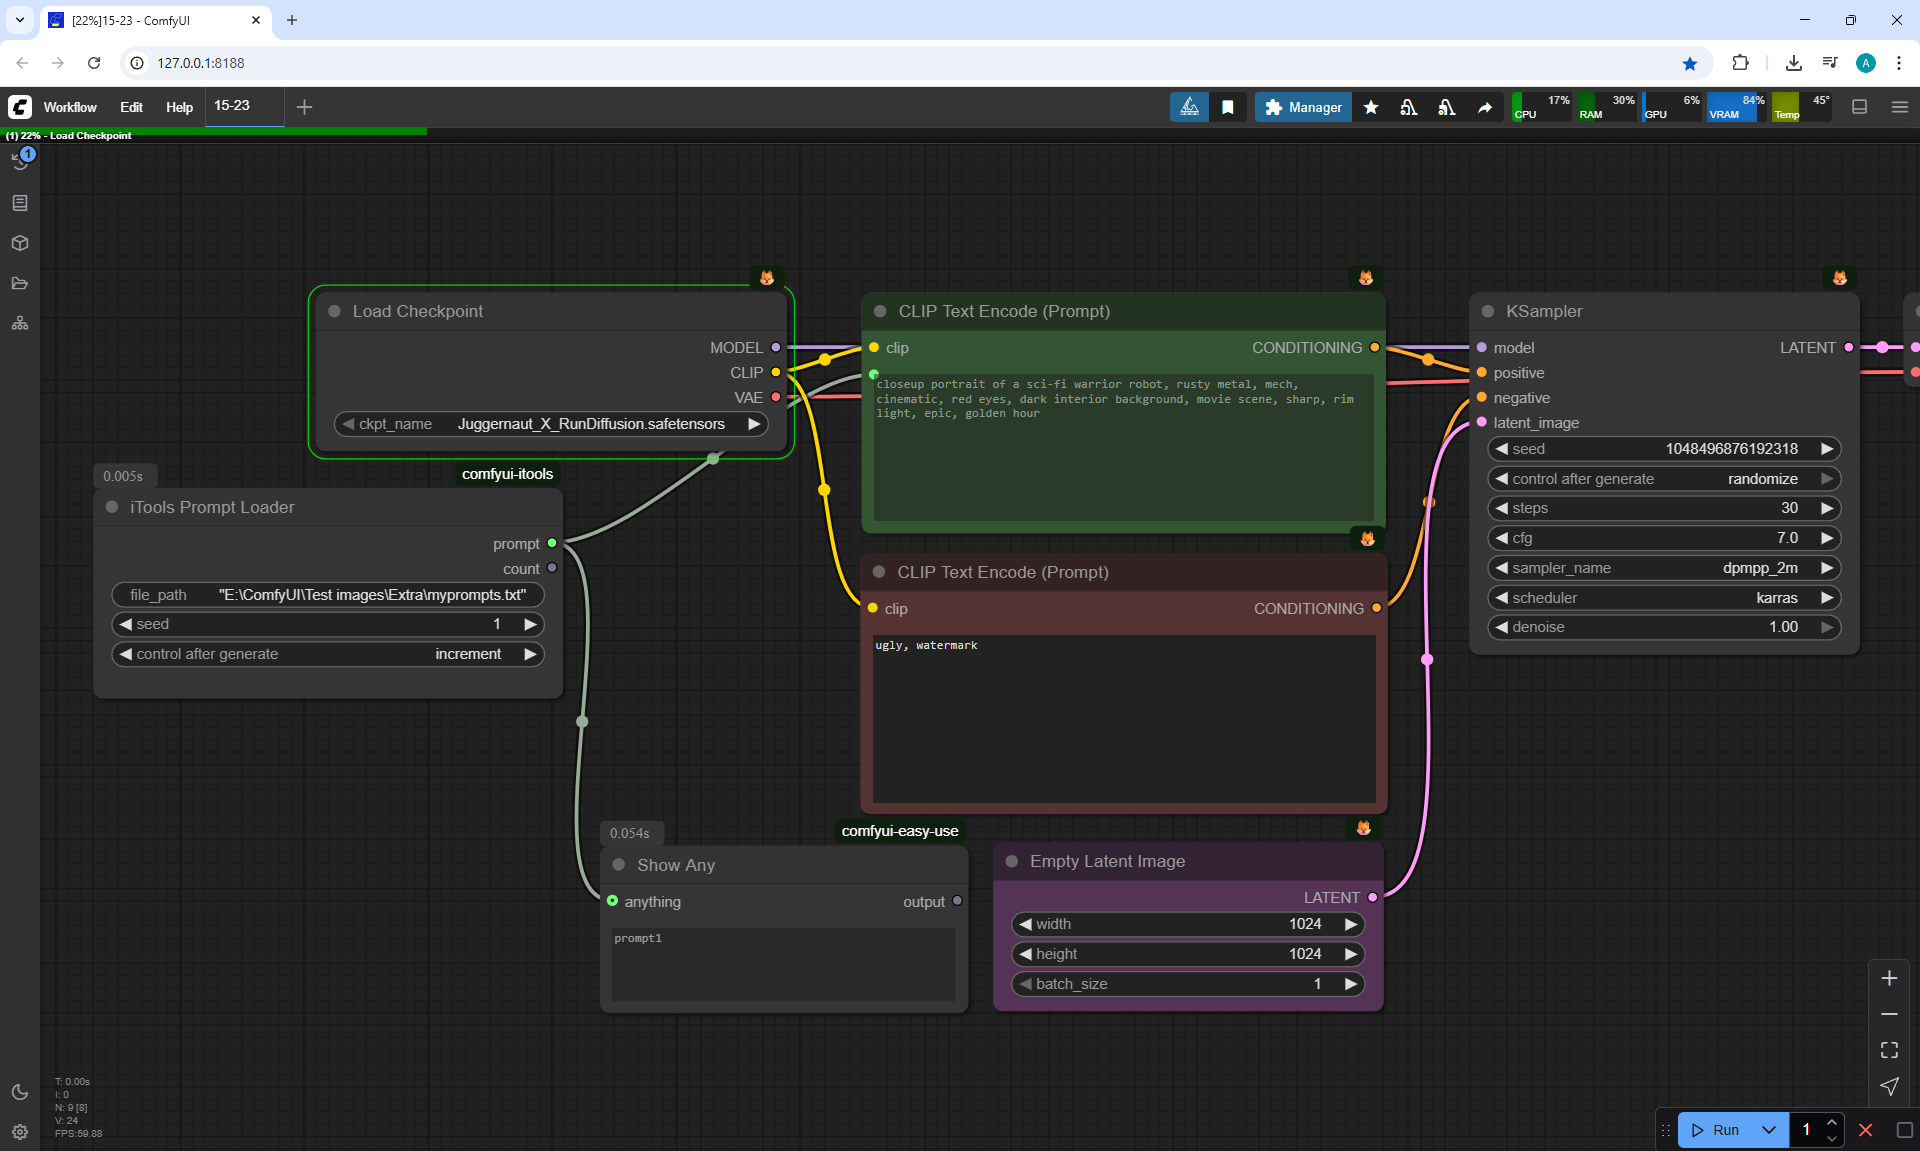 [22%]15-23 - ComfyUI
127.0.0.1:8188
A
Workflow Edit Help 15-23
Manager
CPU 17%
RAM 30%
GPU 6%
VRAM 84%
Temp 45°
(1) 22% - Load Checkpoint
1
Load Checkpoint
MODEL
CLIP
VAE
ckpt_name Juggernaut_X_RunDiffusion.safetensors
CLIP Text Encode (Prompt)
clip CONDITIONING
closeup portrait of a sci-fi warrior robot, rusty metal, mech,
cinematic, red eyes, dark interior background, movie scene, sharp, rim
light, epic, golden hour
KSampler
model LATENT
positive
negative
latent_image
seed 1048496876192318
control after generate randomize
steps 30
cfg 7.0
sampler_name dpmpp_2m
scheduler karras
denoise 1.00
0.005s
comfyui-itools
iTools Prompt Loader
prompt
count
file_path "E:\ComfyUI\Test images\Extra\myprompts.txt"
seed 1
control after generate increment
CLIP Text Encode (Prompt)
clip CONDITIONING
ugly, watermark
0.054s
comfyui-easy-use
Show Any
anything output
prompt1
Empty Latent Image
LATENT
width 1024
height 1024
batch_size 1
T: 0.00s
I: 0
N: 9 [8]
V: 24
FPS:59.88
Run 1